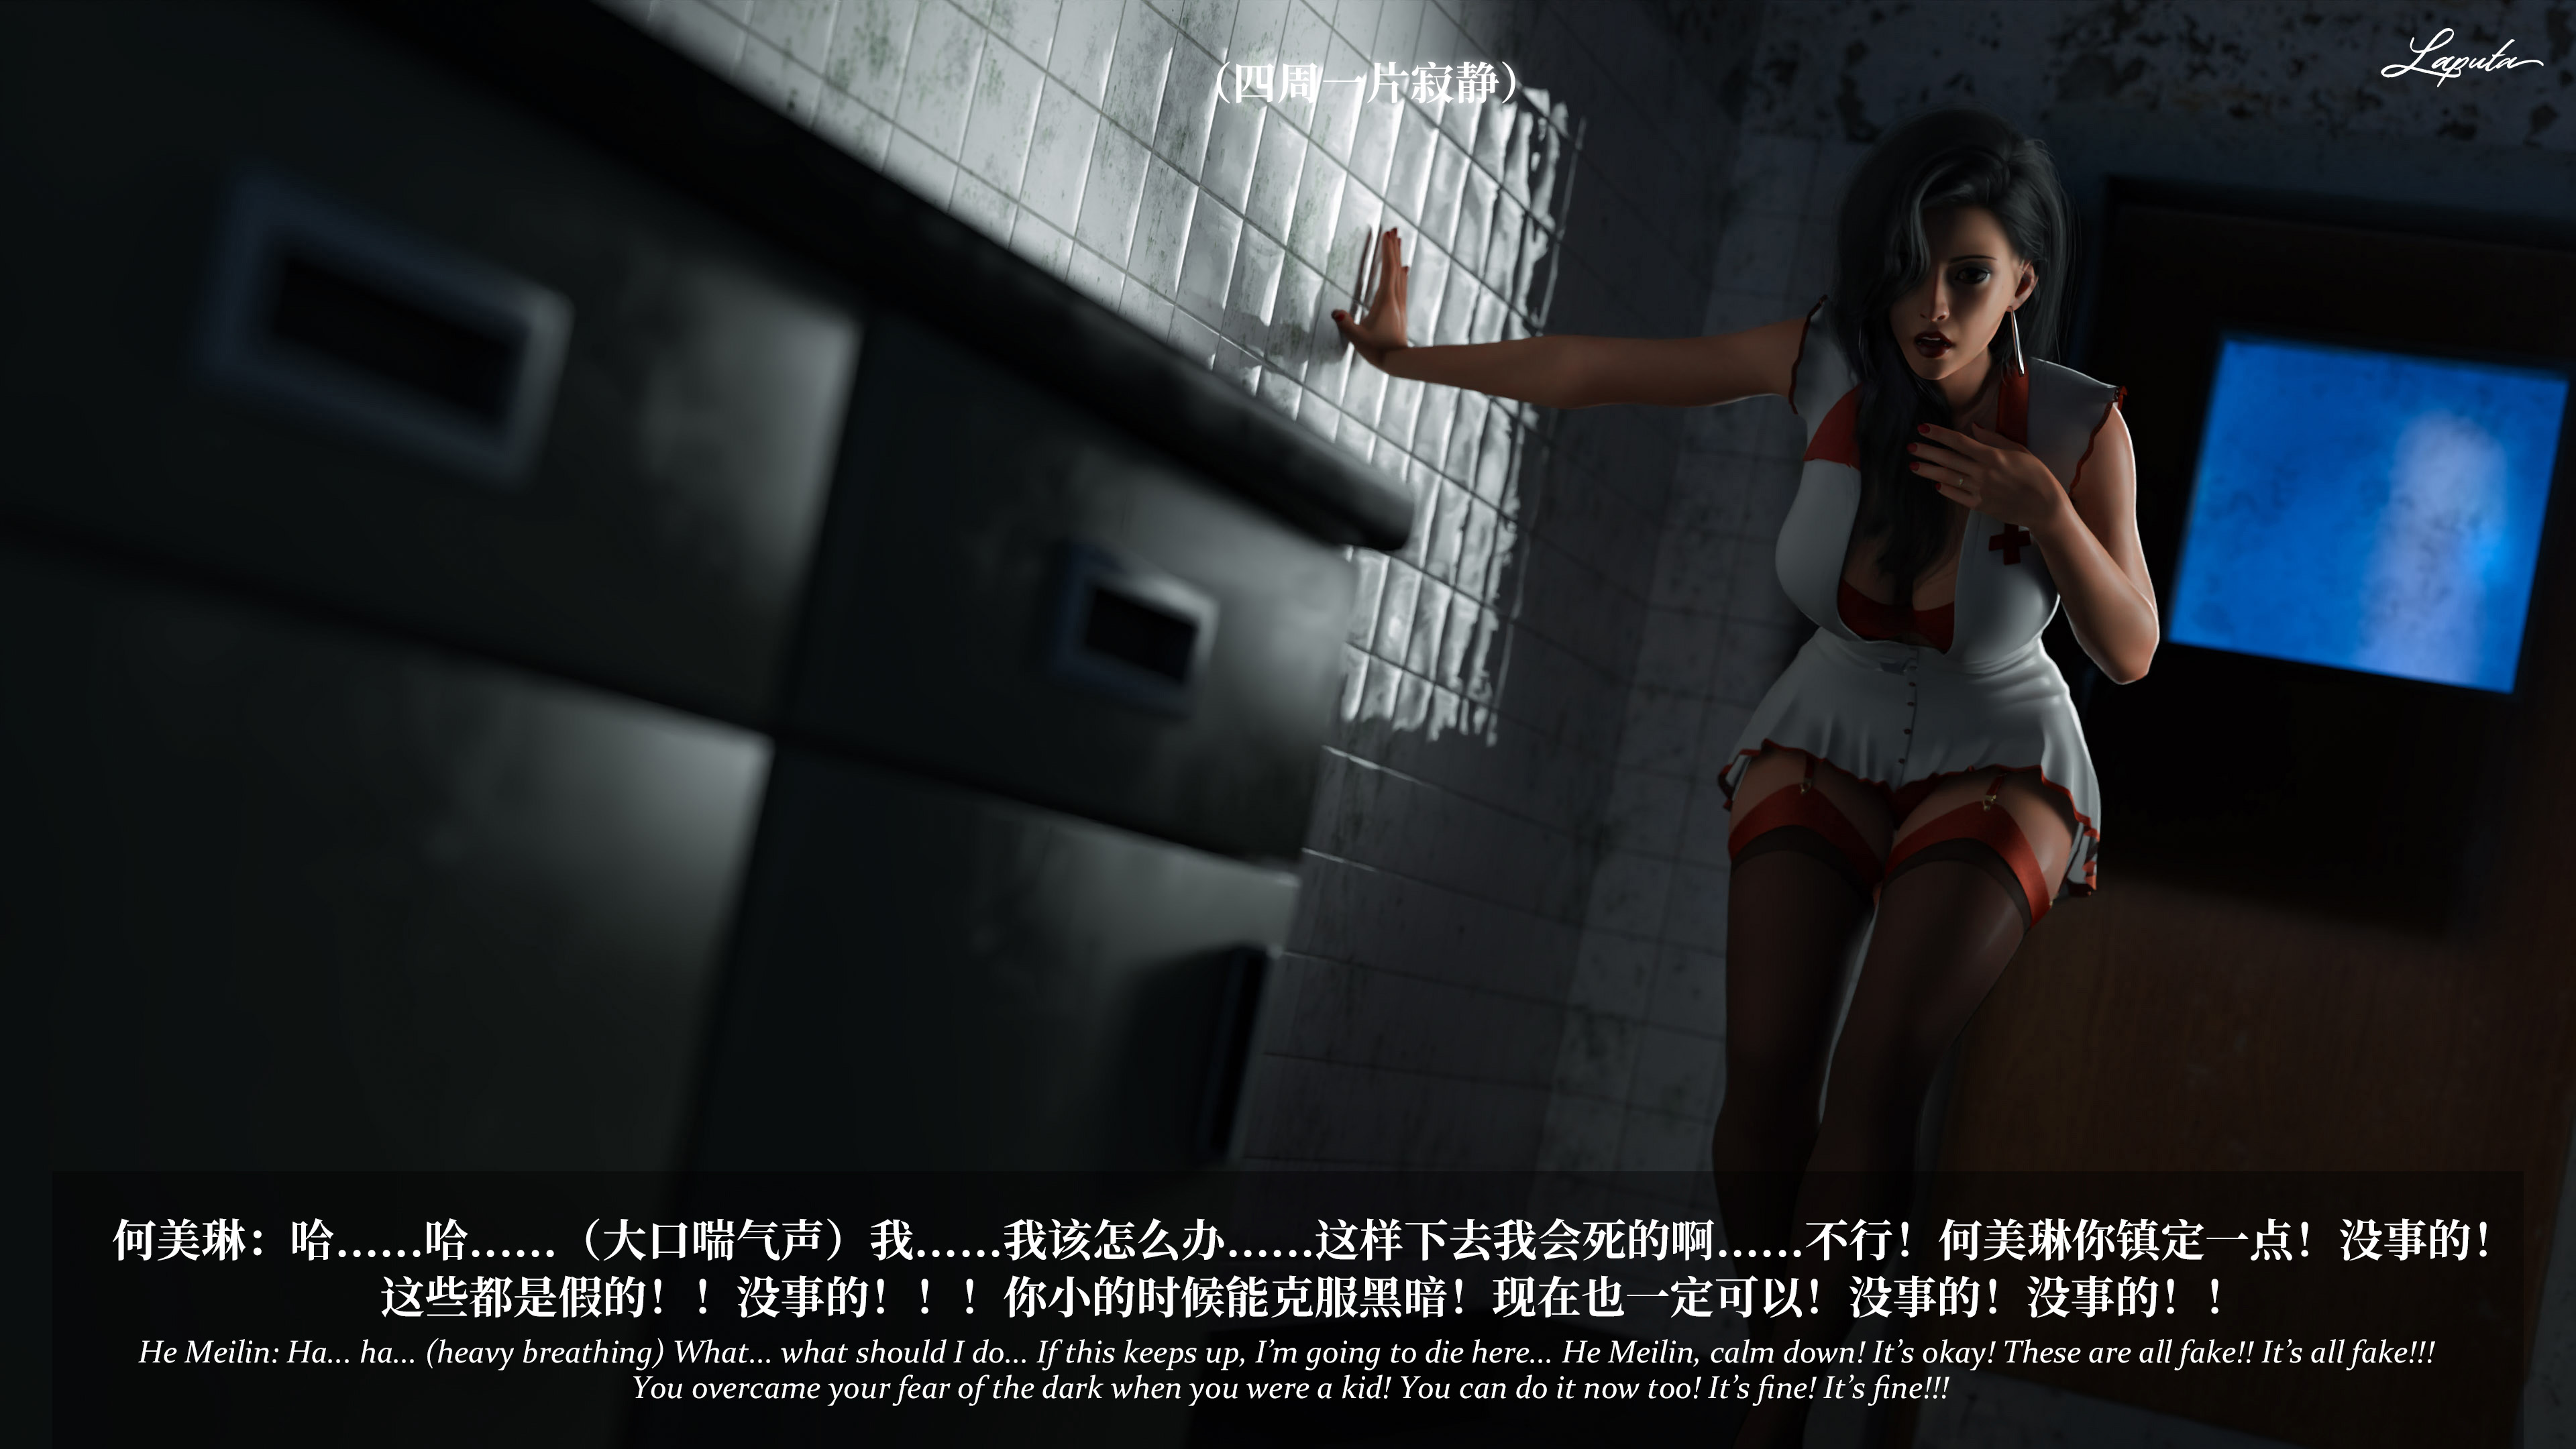 Laputa
（四周一片寂静）
何美琳：哈……哈……（大口喘气声）我……我该怎么办……这样下去我会死的啊……不行！何美琳你镇定一点！没事的！
这些都是假的！！没事的！！！你小的时候能克服黑暗！现在也一定可以！没事的！没事的！！
He Meilin: Ha... ha... (heavy breathing) What... what should I do... If this keeps up, I’m going to die here... He Meilin, calm down! It’s okay! These are all fake!! It’s all fake!!!
You overcame your fear of the dark when you were a kid! You can do it now too! It’s fine! It’s fine!!!